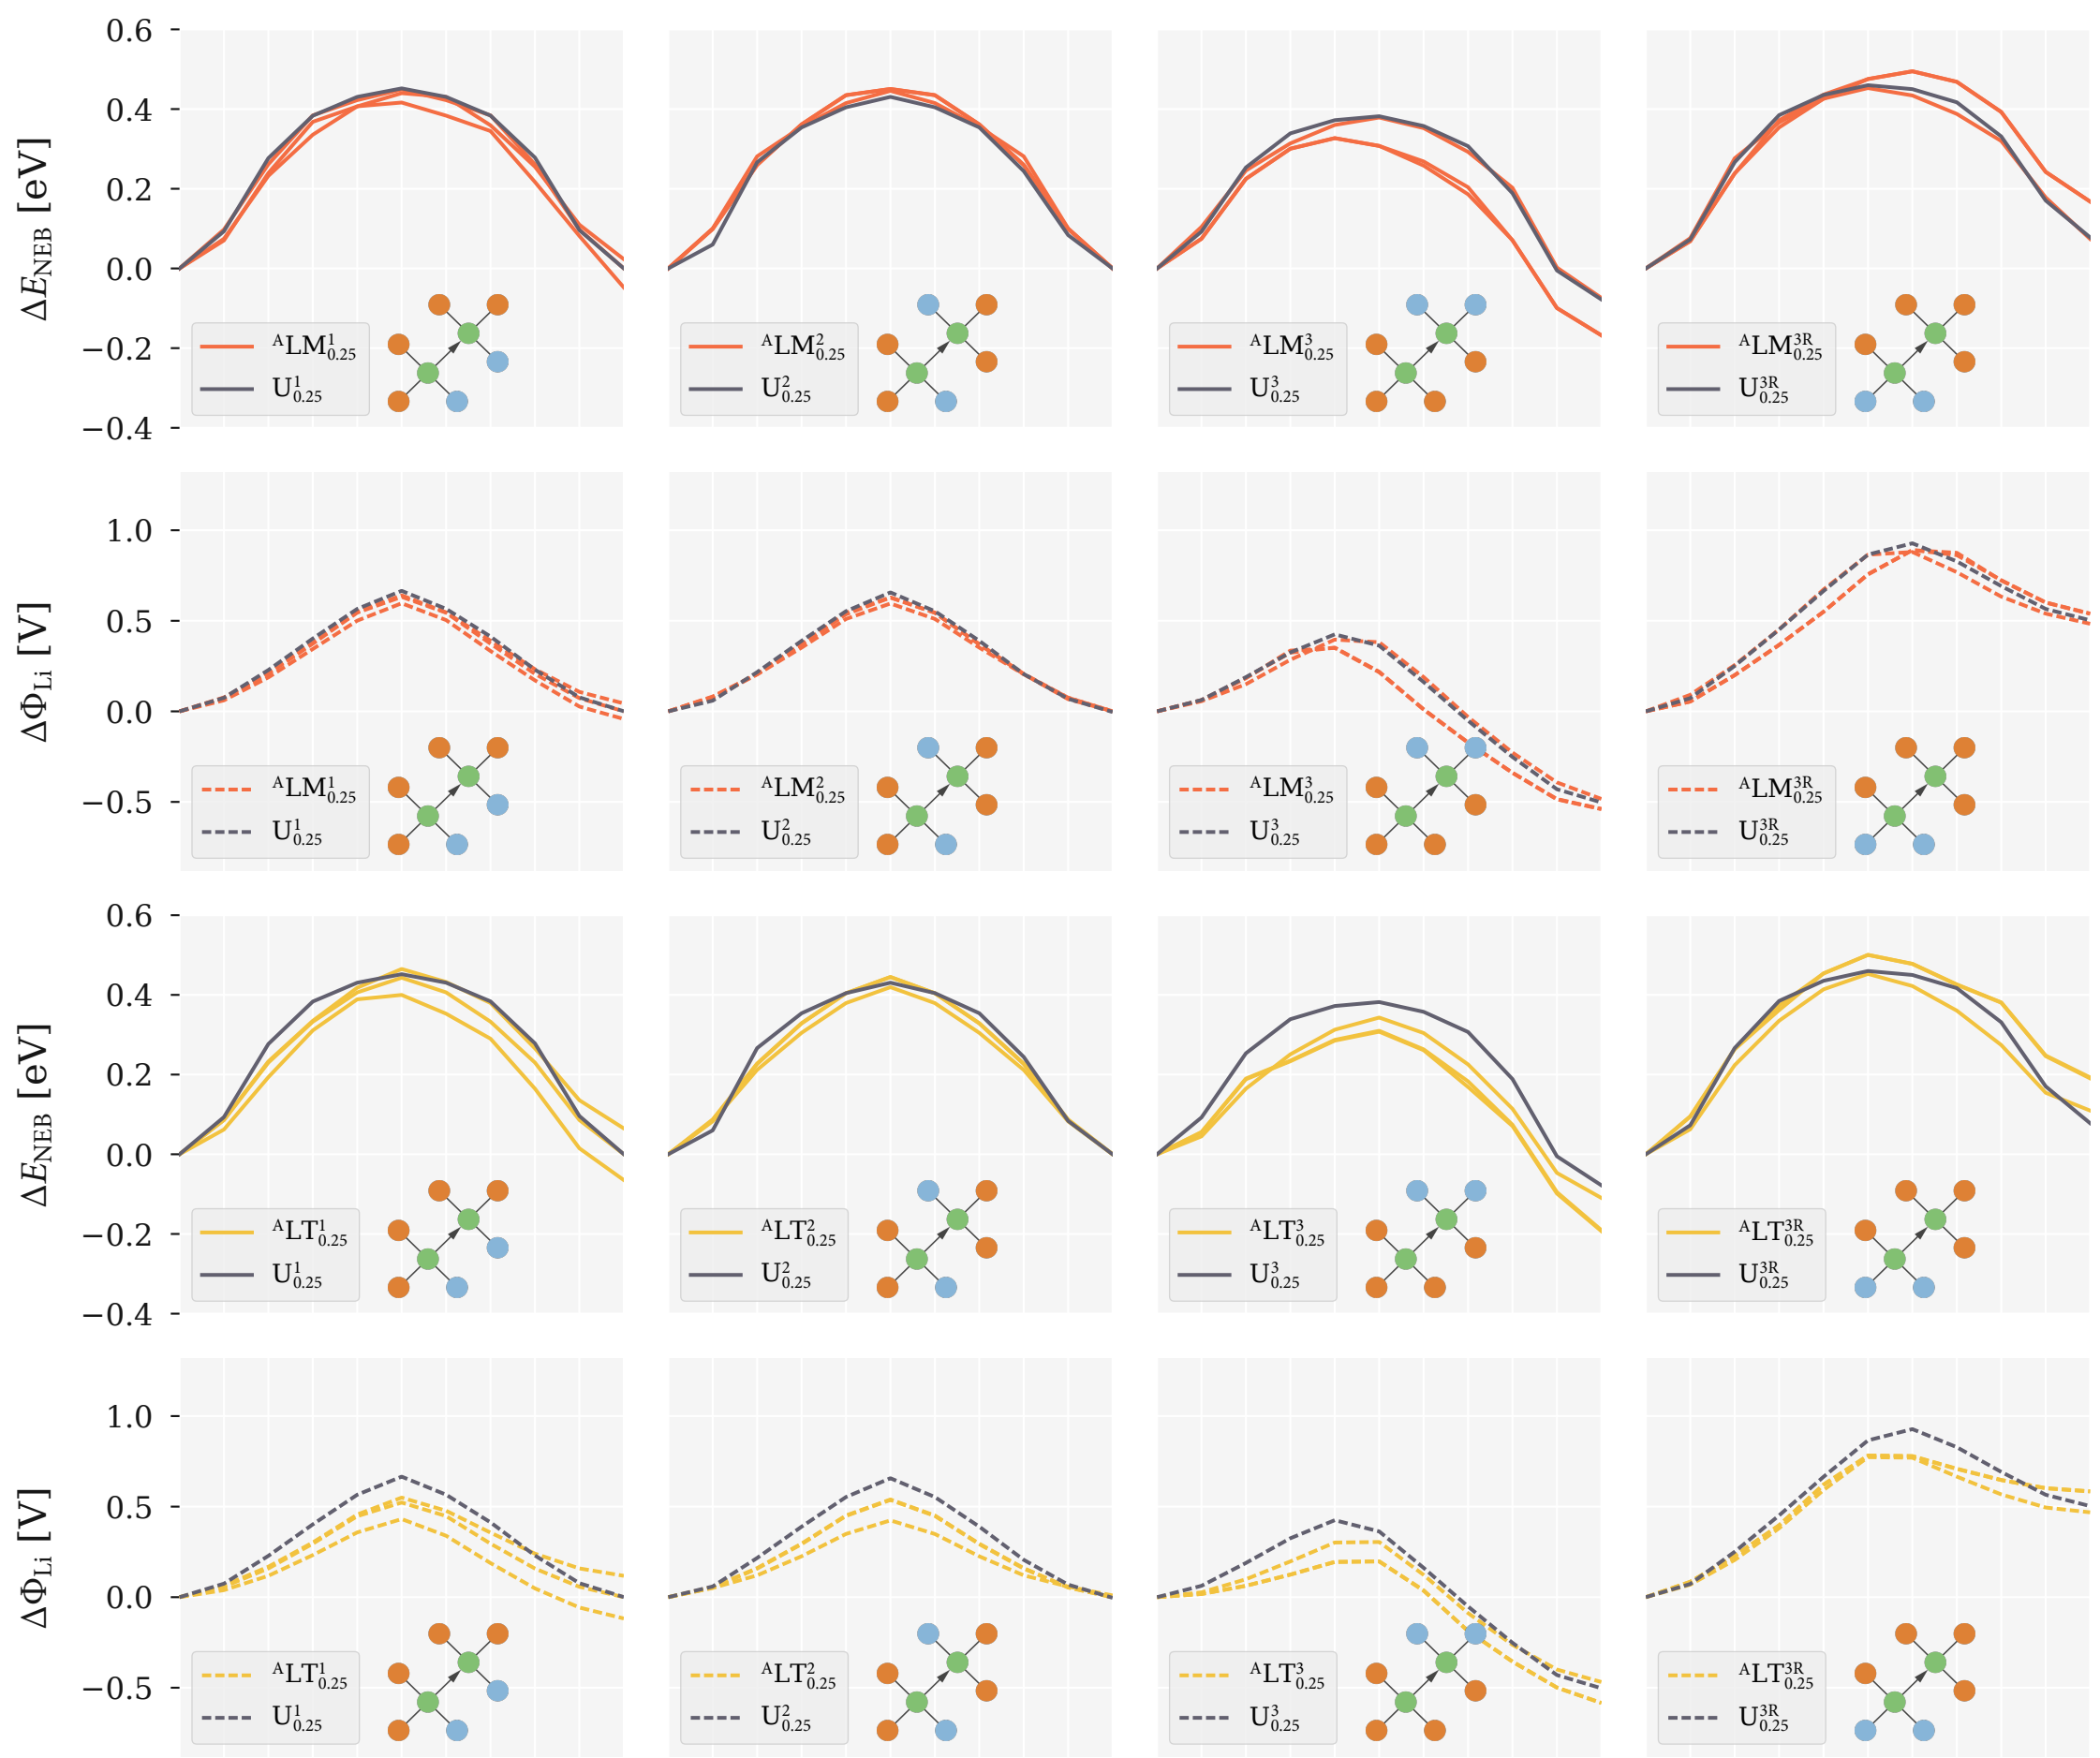 0.6
0.4
0.2
0.0
−0.2
−0.4
ΔE_NEB [eV]
ᴬLM¹₀.₂₅
U¹₀.₂₅
ᴬLM²₀.₂₅
U²₀.₂₅
ᴬLM³₀.₂₅
U³₀.₂₅
ᴬLM³ᴿ₀.₂₅
U³ᴿ₀.₂₅
1.0
0.5
0.0
−0.5
ΔΦ_Li [V]
ᴬLM¹₀.₂₅
U¹₀.₂₅
ᴬLM²₀.₂₅
U²₀.₂₅
ᴬLM³₀.₂₅
U³₀.₂₅
ᴬLM³ᴿ₀.₂₅
U³ᴿ₀.₂₅
0.6
0.4
0.2
0.0
−0.2
−0.4
ΔE_NEB [eV]
ᴬLT¹₀.₂₅
U¹₀.₂₅
ᴬLT²₀.₂₅
U²₀.₂₅
ᴬLT³₀.₂₅
U³₀.₂₅
ᴬLT³ᴿ₀.₂₅
U³ᴿ₀.₂₅
1.0
0.5
0.0
−0.5
ΔΦ_Li [V]
ᴬLT¹₀.₂₅
U¹₀.₂₅
ᴬLT²₀.₂₅
U²₀.₂₅
ᴬLT³₀.₂₅
U³₀.₂₅
ᴬLT³ᴿ₀.₂₅
U³ᴿ₀.₂₅